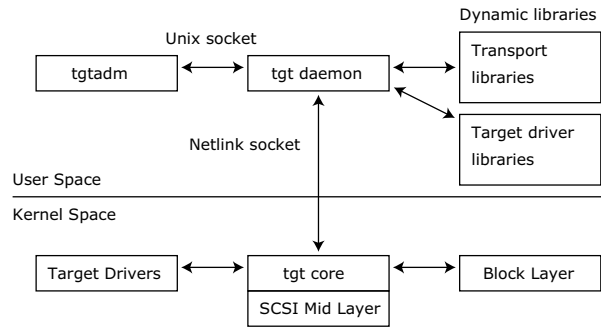 Dynamic libraries
Unix socket
tgtadm
tgt daemon
Transport
libraries
Target driver
libraries
Netlink socket
User Space
Kernel Space
Target Drivers
tgt core
Block Layer
SCSI Mid Layer